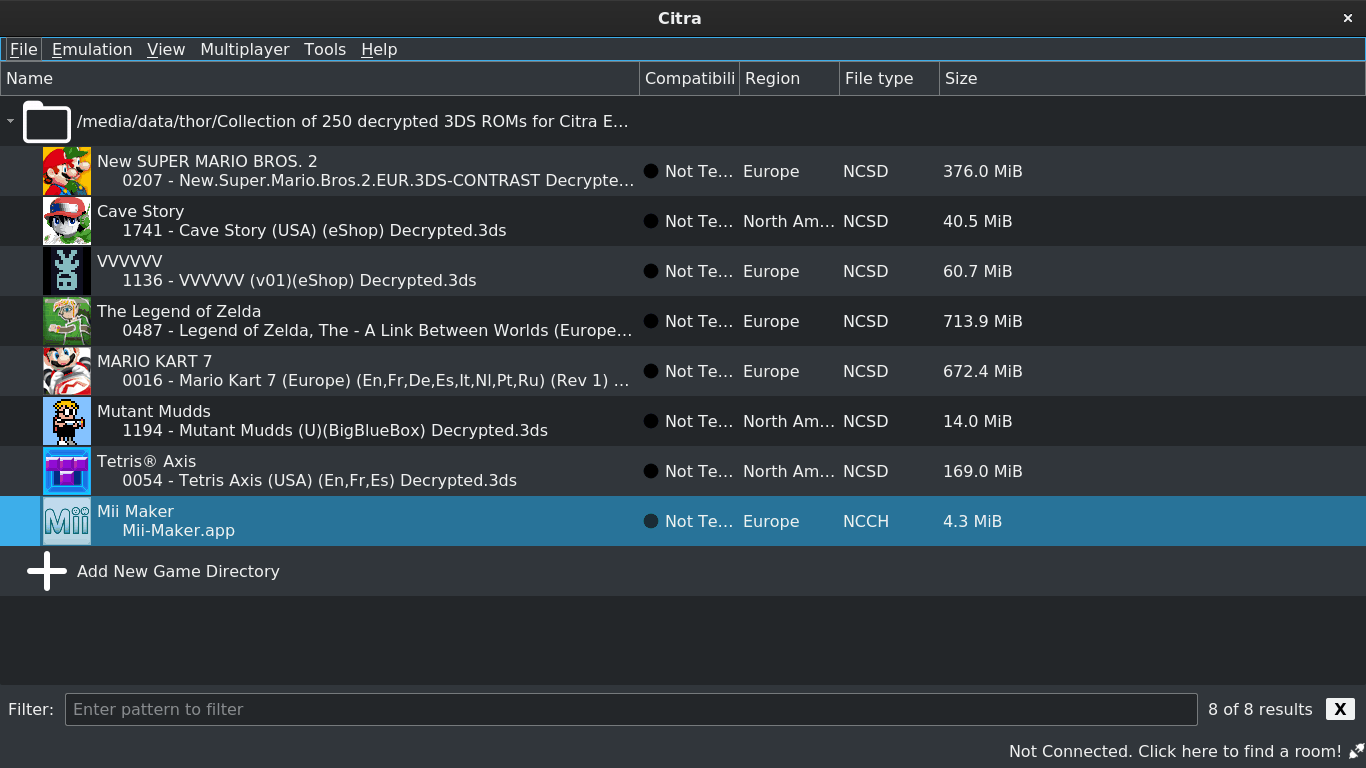 Citra
File Emulation View Multiplayer Tools Help
Name Compatibili Region File type Size
/media/data/thor/Collection of 250 decrypted 3DS ROMs for Citra E...
New SUPER MARIO BROS. 2
0207 - New.Super.Mario.Bros.2.EUR.3DS-CONTRAST Decrypte... Not Te... Europe NCSD 376.0 MiB
Cave Story
1741 - Cave Story (USA) (eShop) Decrypted.3ds Not Te... North Am... NCSD 40.5 MiB
VVVVVV
1136 - VVVVVV (v01)(eShop) Decrypted.3ds Not Te... Europe NCSD 60.7 MiB
The Legend of Zelda
0487 - Legend of Zelda, The - A Link Between Worlds (Europe... Not Te... Europe NCSD 713.9 MiB
MARIO KART 7
0016 - Mario Kart 7 (Europe) (En,Fr,De,Es,It,Nl,Pt,Ru) (Rev 1) ... Not Te... Europe NCSD 672.4 MiB
Mutant Mudds
1194 - Mutant Mudds (U)(BigBlueBox) Decrypted.3ds Not Te... North Am... NCSD 14.0 MiB
Tetris® Axis
0054 - Tetris Axis (USA) (En,Fr,Es) Decrypted.3ds Not Te... North Am... NCSD 169.0 MiB
Mii
Mii Maker
Mii-Maker.app Not Te... Europe NCCH 4.3 MiB
Add New Game Directory
Filter: Enter pattern to filter 8 of 8 results X
Not Connected. Click here to find a room!